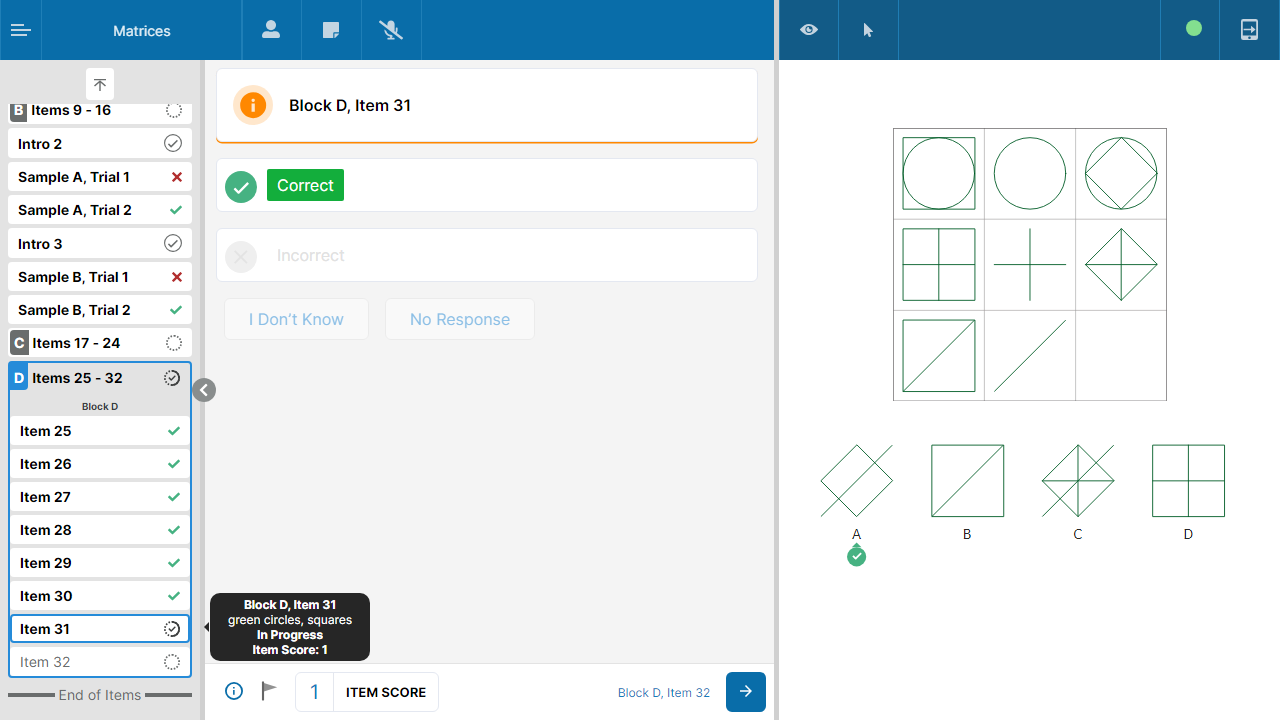 Matrices
B Items 9 - 16
Intro 2
Sample A, Trial 1
Sample A, Trial 2
Intro 3
Sample B, Trial 1
Sample B, Trial 2
C Items 17 - 24
D Items 25 - 32
Block D
Item 25
Item 26
Item 27
Item 28
Item 29
Item 30
Item 31
Item 32
End of Items
Block D, Item 31
Correct
Incorrect
I Don't Know
No Response
Block D, Item 31
green circles, squares
In Progress
Item Score: 1
1 ITEM SCORE
Block D, Item 32
A B C D